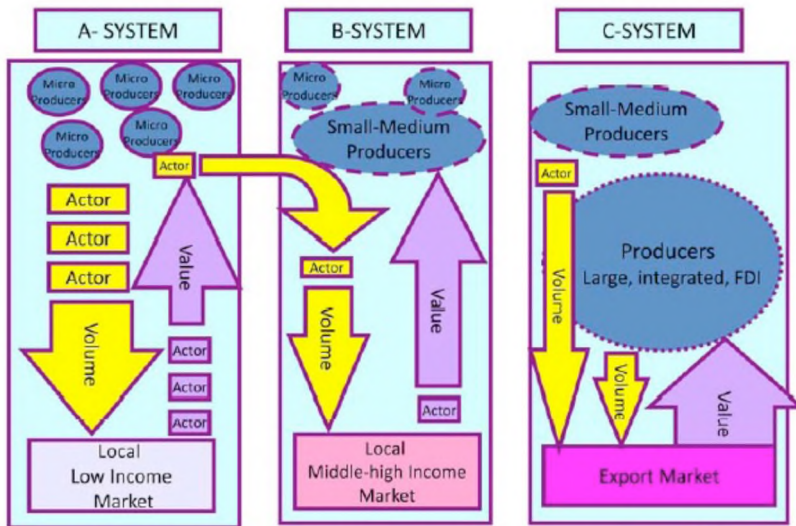 A- SYSTEM
Micro
Producers
Micro
Producers
Micro
Producers
Micro
Producers
Micro
Producers
Actor
Actor
Actor
Actor
Volume
Value
Actor
Actor
Actor
Local
Low Income
Market
B-SYSTEM
Micro
Producers
Micro
Producers
Small-Medium
Producers
Actor
Volume
Value
Actor
Local
Middle-high Income
Market
C-SYSTEM
Small-Medium
Producers
Actor
Volume
Producers
Large, integrated, FDI
Volume
Value
Export Market